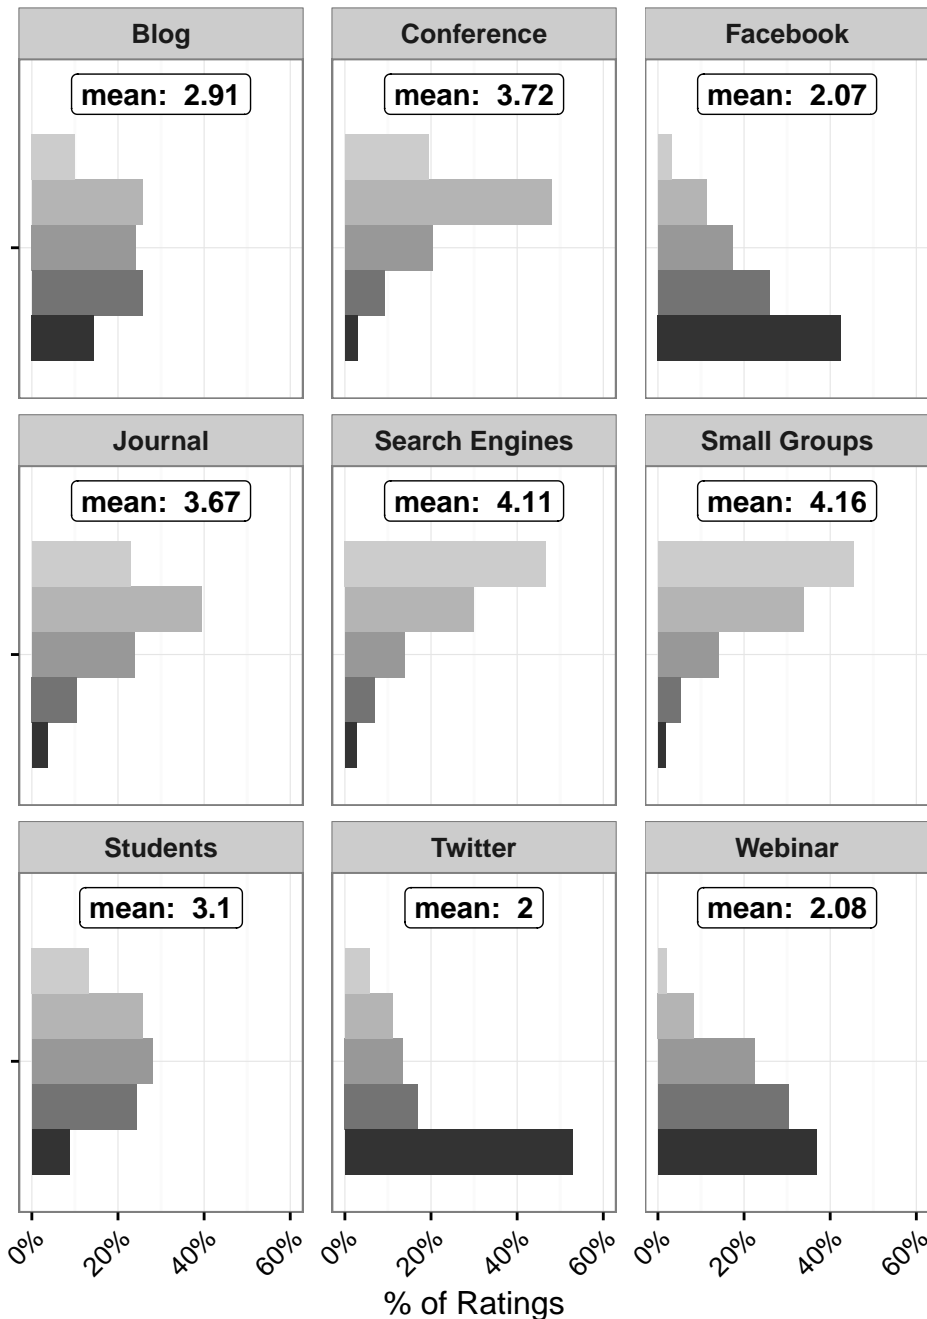 Blog Conference Facebook
mean: 2.91 mean: 3.72 mean: 2.07
Journal Search Engines Small Groups
mean: 3.67 mean: 4.11 mean: 4.16
Students Twitter Webinar
mean: 3.1 mean: 2 mean: 2.08
0% 20% 40% 60% 0% 20% 40% 60% 0% 20% 40% 60%
% of Ratings